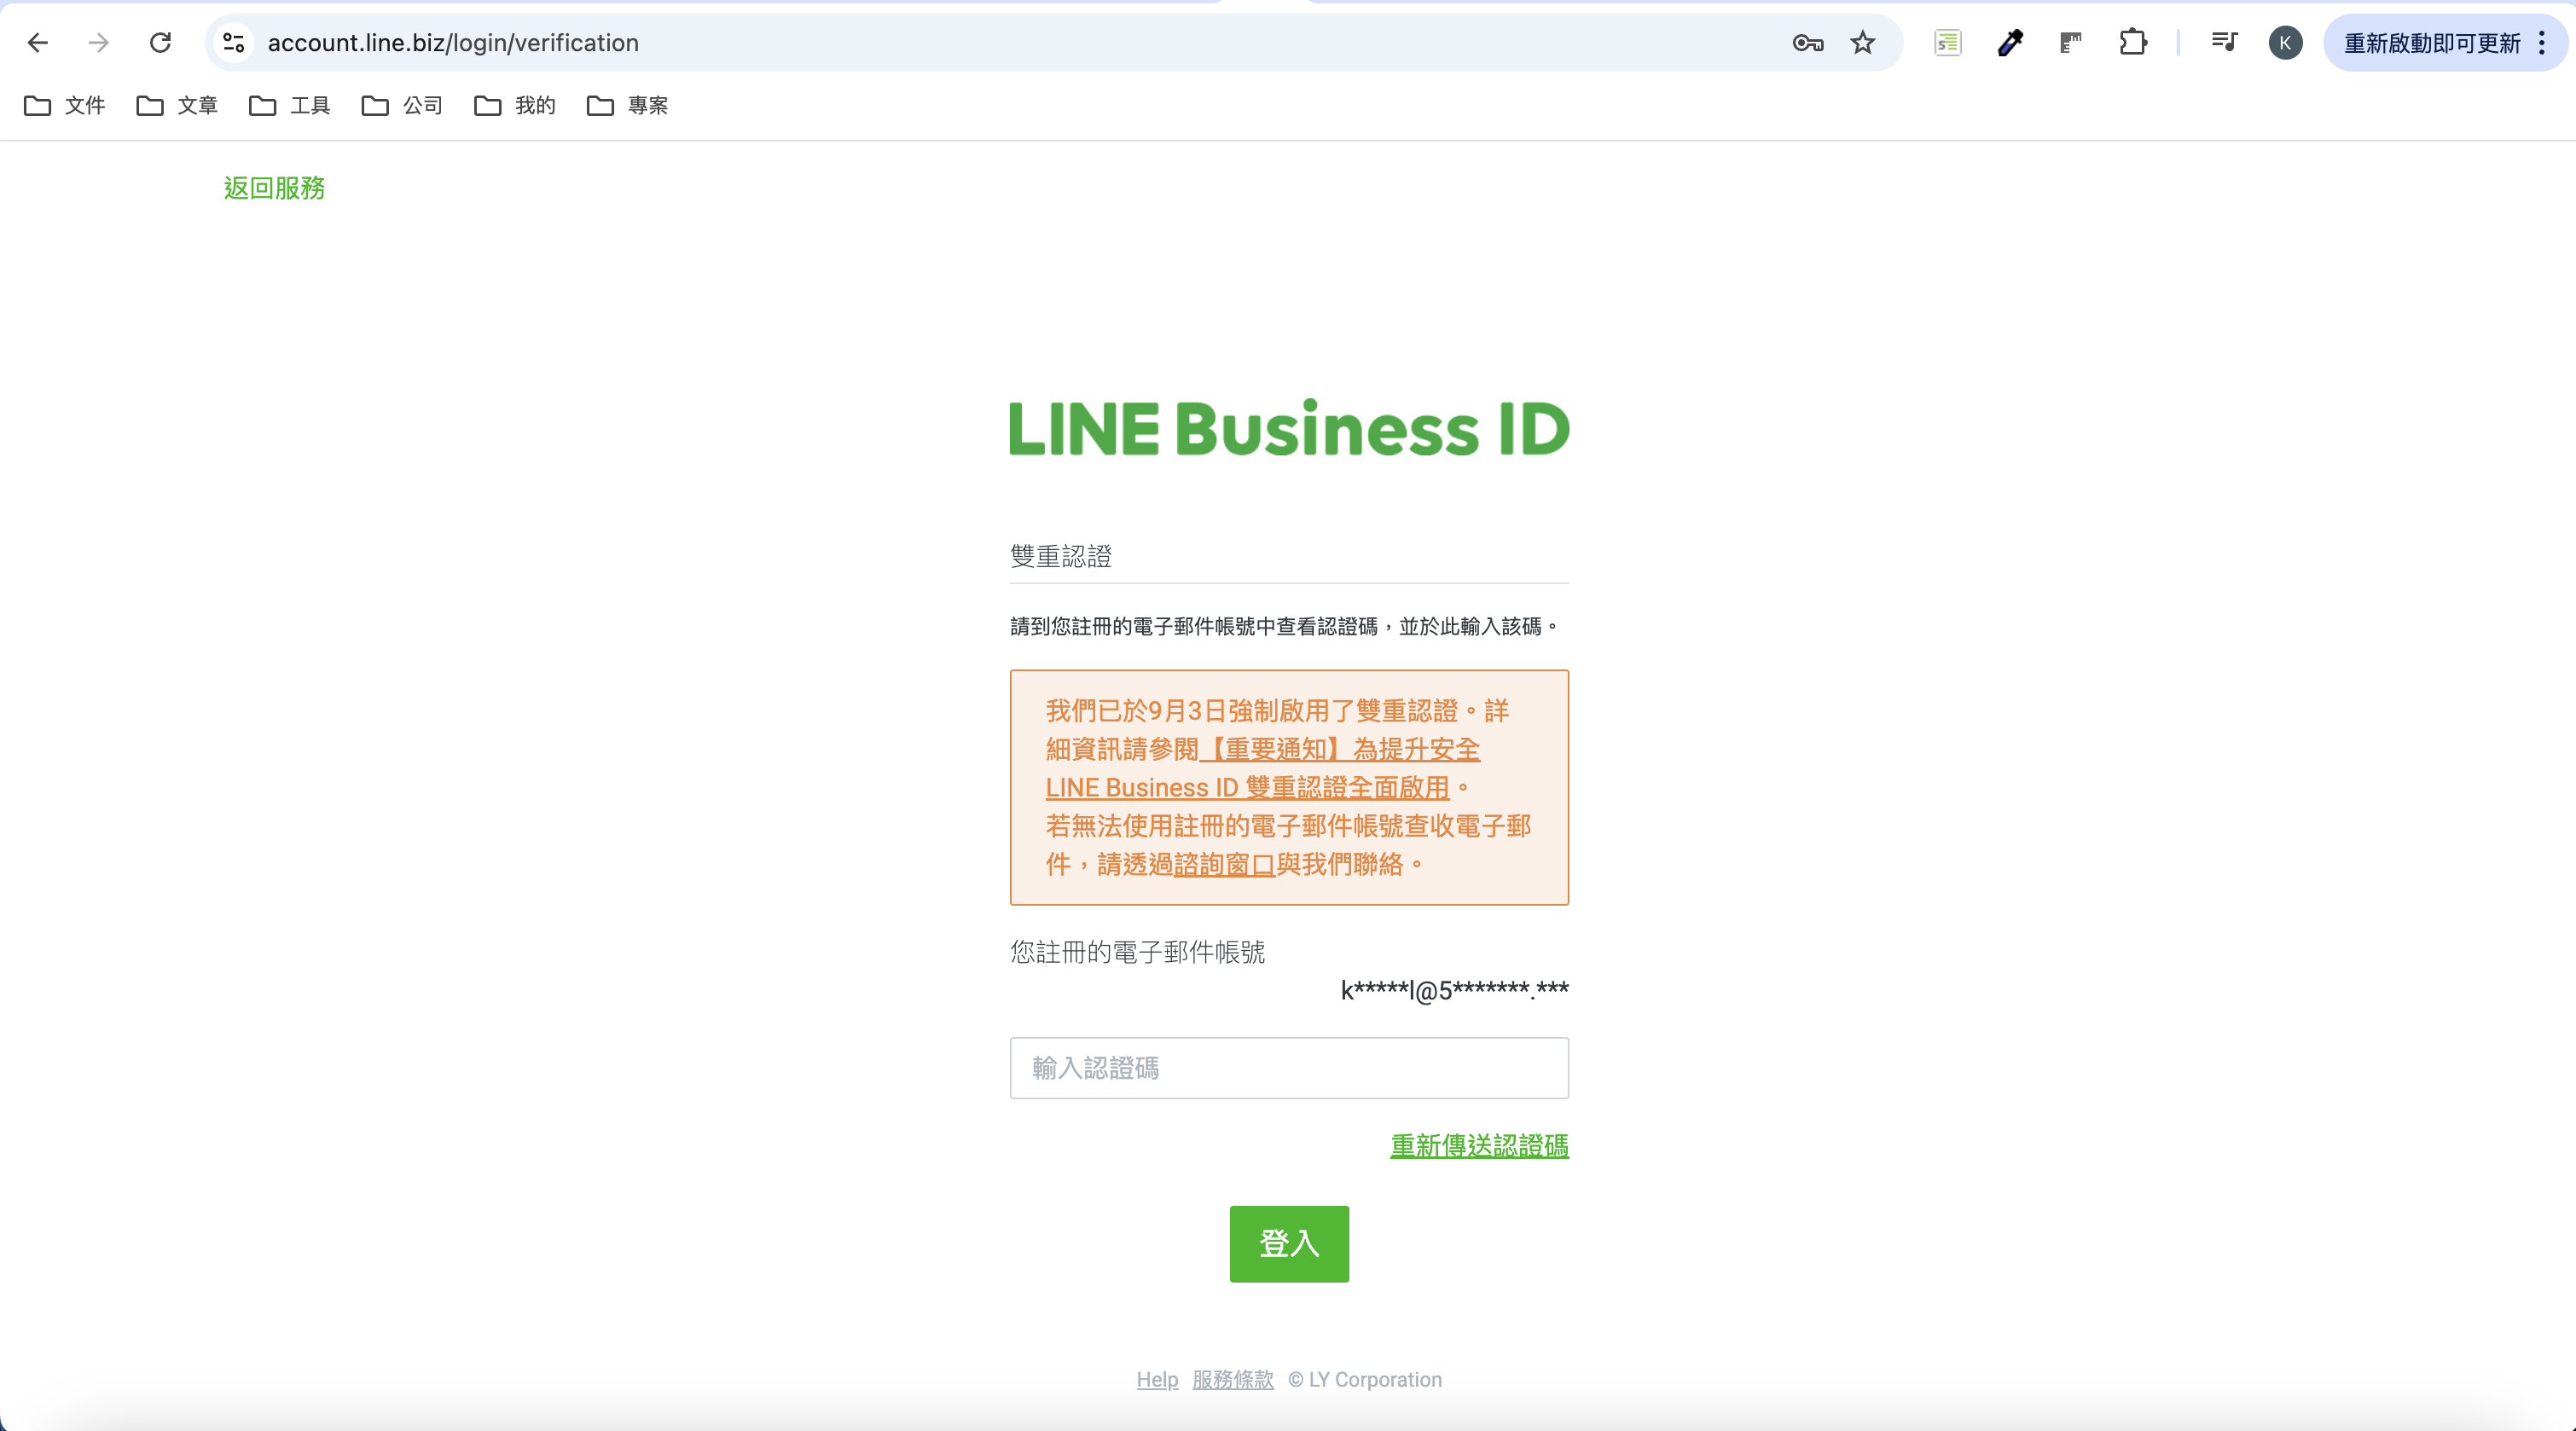 account.line.biz/login/verification
K
重新啟動即可更新
文件
文章
工具
公司
我的
專案
返回服務
LINE Business ID
雙重認證
請到您註冊的電子郵件帳號中查看認證碼，並於此輸入該碼。
我們已於9月3日強制啟用了雙重認證。詳
細資訊請參閱【重要通知】為提升安全
LINE Business ID 雙重認證全面啟用。
若無法使用註冊的電子郵件帳號查收電子郵
件，請透過諮詢窗口與我們聯絡。
您註冊的電子郵件帳號
k*****l@5*******.***
輸入認證碼
重新傳送認證碼
登入
Help 服務條款 © LY Corporation